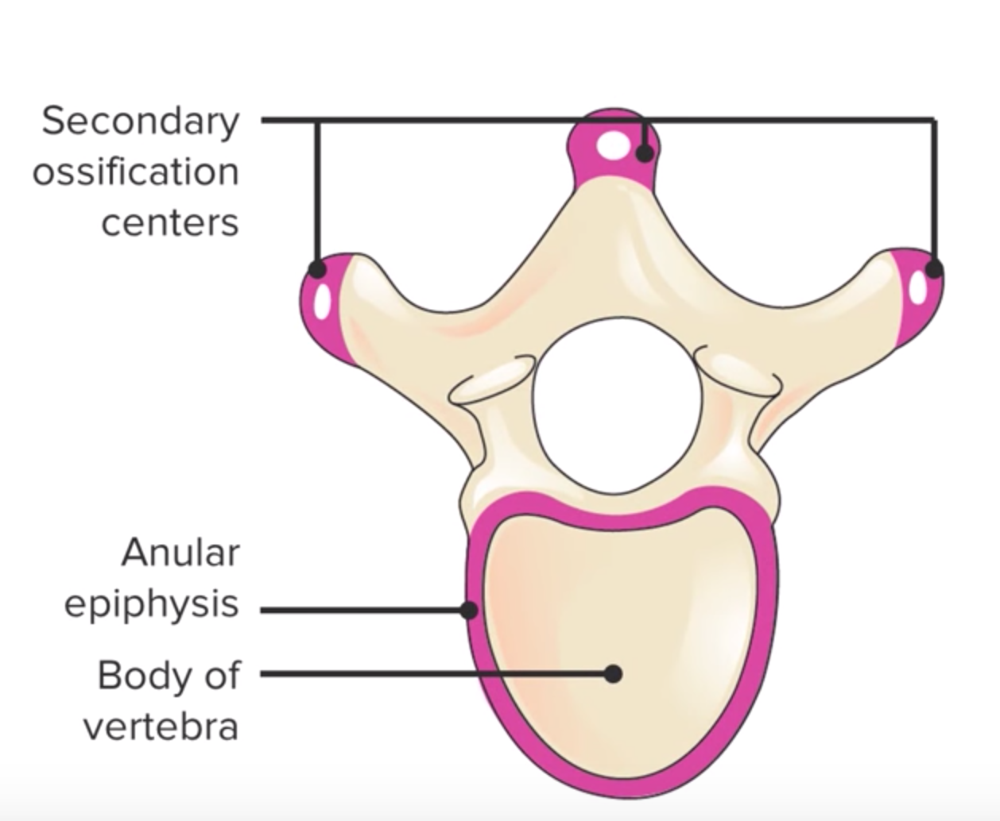 Secondary
ossification
centers
Anular
epiphysis
Body of
vertebra